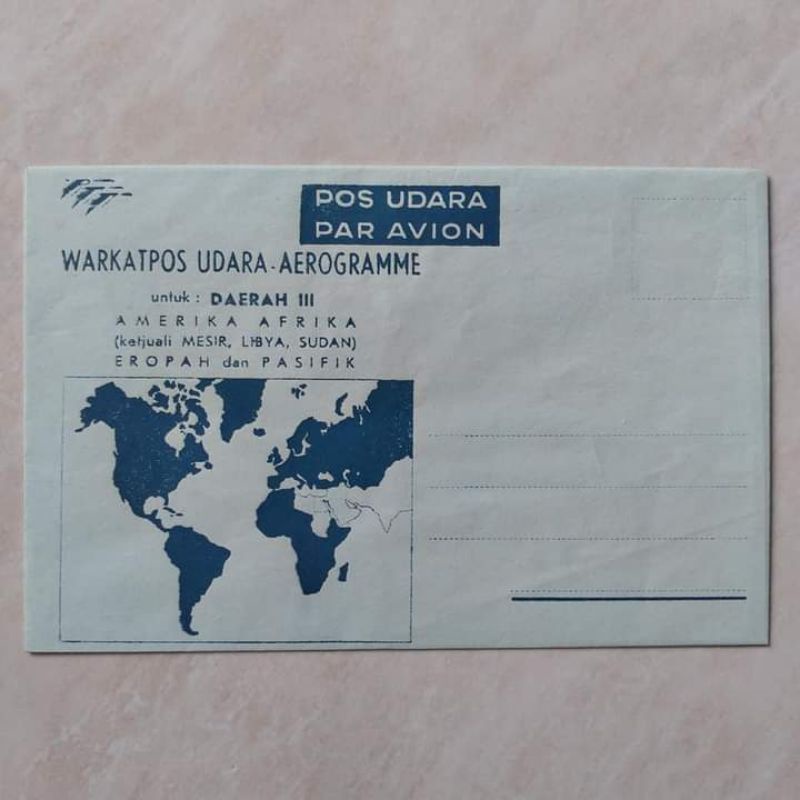 PTT
POS UDARA
PAR AVION
WARKATPOS UDARA-AEROGRAMME
untuk : DAERAH III
AMERIKA AFRIKA
(ketjuali MESIR, LIBYA, SUDAN)
EROPAH dan PASIFIK